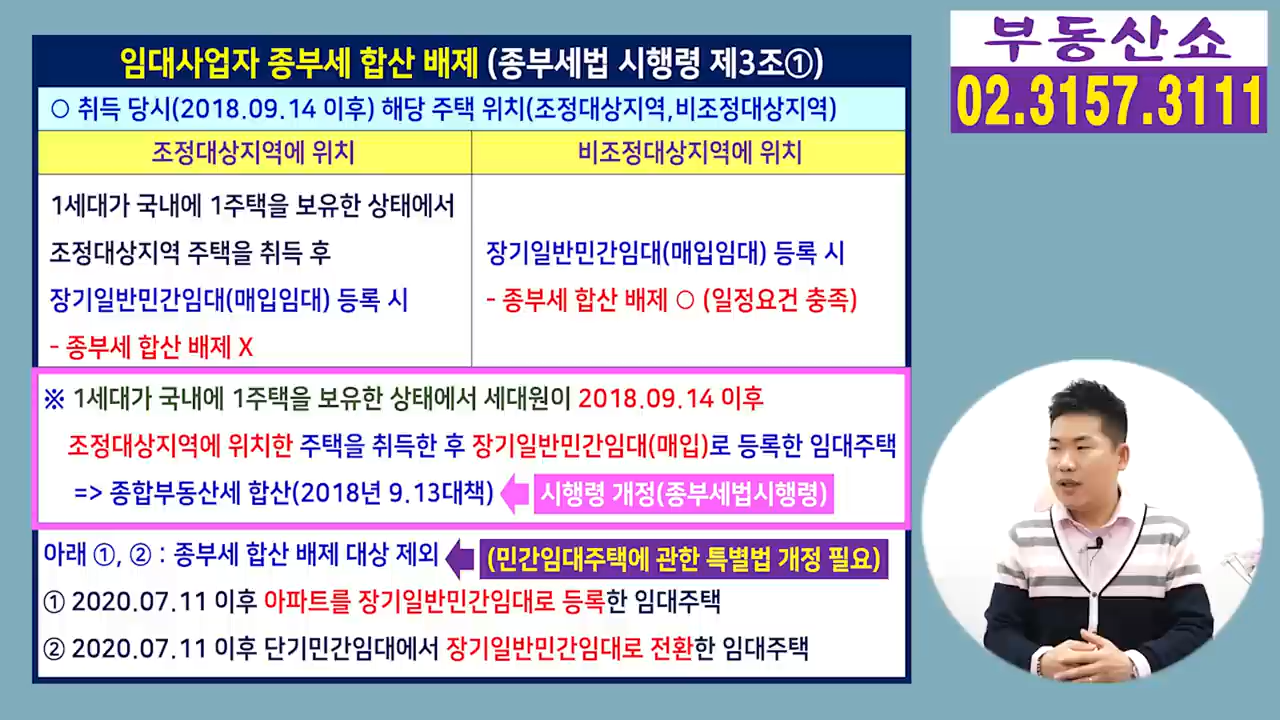 임대사업자 종부세 합산 배제 (종부세법 시행령 제3조①)
○ 취득 당시(2018.09.14 이후) 해당 주택 위치(조정대상지역,비조정대상지역)
조정대상지역에 위치
비조정대상지역에 위치
1세대가 국내에 1주택을 보유한 상태에서
조정대상지역 주택을 취득 후
장기일반민간임대(매입임대) 등록 시
- 종부세 합산 배제 X
장기일반민간임대(매입임대) 등록 시
- 종부세 합산 배제 ○ (일정요건 충족)
※ 1세대가 국내에 1주택을 보유한 상태에서 세대원이 2018.09.14 이후
조정대상지역에 위치한 주택을 취득한 후 장기일반민간임대(매입)로 등록한 임대주택
=> 종합부동산세 합산(2018년 9.13대책)
시행령 개정(종부세법시행령)
아래 ①, ② : 종부세 합산 배제 대상 제외
(민간임대주택에 관한 특별법 개정 필요)
① 2020.07.11 이후 아파트를 장기일반민간임대로 등록한 임대주택
② 2020.07.11 이후 단기민간임대에서 장기일반민간임대로 전환한 임대주택
부동산쇼
02.3157.3111